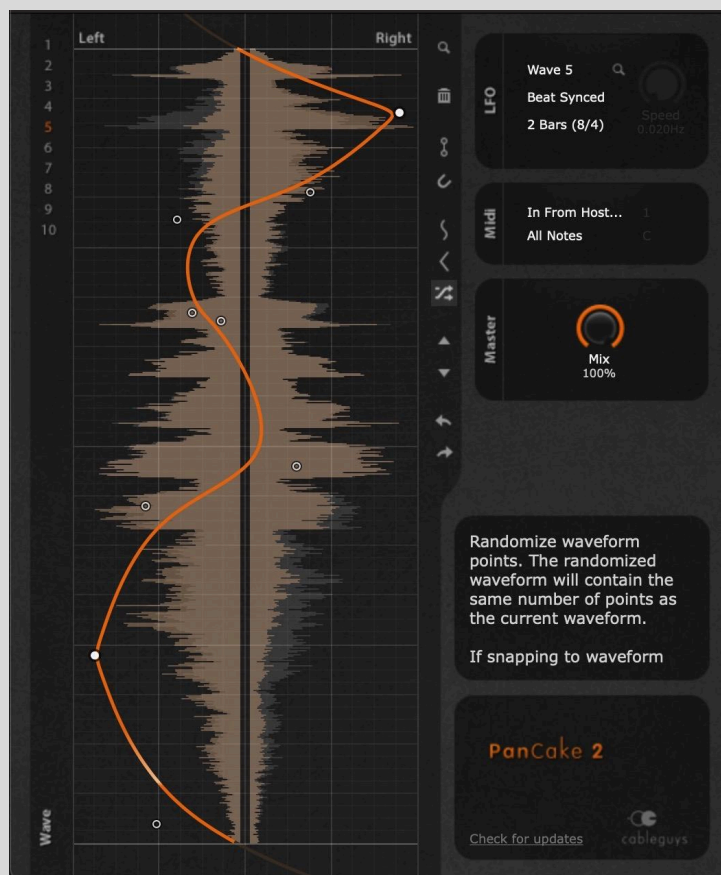 Left
Right
1
2
3
4
5
6
7
8
9
10
Wave
LFO
Wave 5
Beat Synced
2 Bars (8/4)
Speed
0.020Hz
Midi
In From Host... 1
All Notes C
Master
Mix
100%
Randomize waveform
points. The randomized
waveform will contain the
same number of points as
the current waveform.
If snapping to waveform
PanCake 2
Check for updates
cableguys